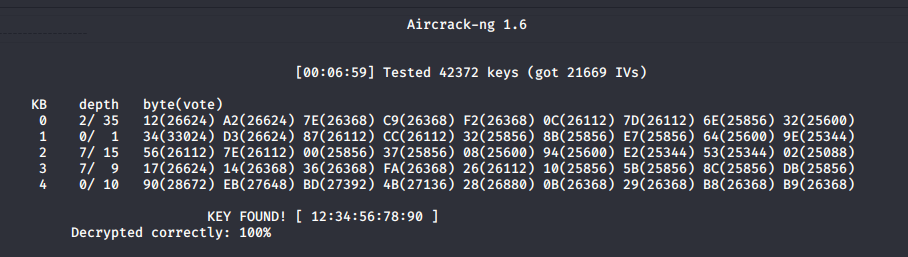 Aircrack-ng 1.6
[00:06:59] Tested 42372 keys (got 21669 IVs)
KB depth byte(vote)
0 2/ 35 12(26624) A2(26624) 7E(26368) C9(26368) F2(26368) 0C(26112) 7D(26112) 6E(25856) 32(25600)
1 0/ 1 34(33024) D3(26624) 87(26112) CC(26112) 32(25856) 8B(25856) E7(25856) 64(25600) 9E(25344)
2 7/ 15 56(26112) 7E(26112) 00(25856) 37(25856) 08(25600) 94(25600) E2(25344) 53(25344) 02(25088)
3 7/ 9 17(26624) 14(26368) 36(26368) FA(26368) 26(26112) 10(25856) 5B(25856) 8C(25856) DB(25856)
4 0/ 10 90(28672) EB(27648) BD(27392) 4B(27136) 28(26880) 0B(26368) 29(26368) B8(26368) B9(26368)
KEY FOUND! [ 12:34:56:78:90 ]
Decrypted correctly: 100%